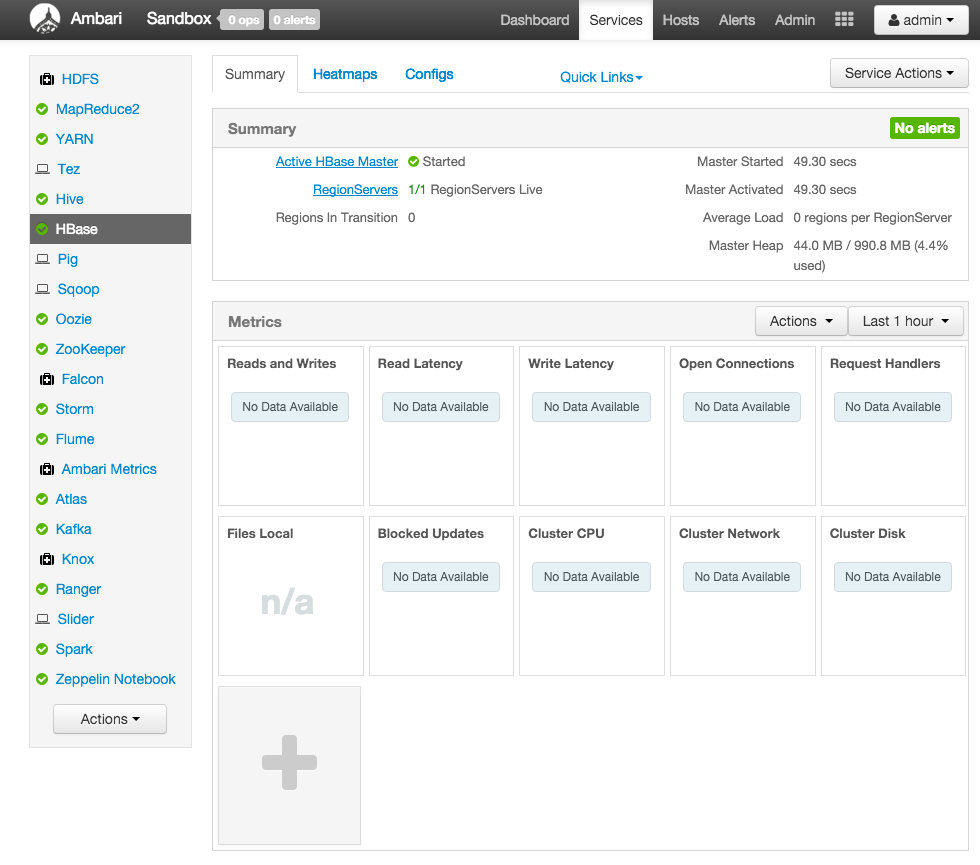 Ambari Sandbox 0 ops 0 alerts Dashboard Services Hosts Alerts Admin admin
HDFS
MapReduce2
YARN
Tez
Hive
HBase
Pig
Sqoop
Oozie
ZooKeeper
Falcon
Storm
Flume
Ambari Metrics
Atlas
Kafka
Knox
Ranger
Slider
Spark
Zeppelin Notebook
Actions
Summary Heatmaps Configs Quick Links Service Actions
Summary No alerts
Active HBase Master Started
RegionServers 1/1 RegionServers Live
Regions In Transition 0
Master Started 49.30 secs
Master Activated 49.30 secs
Average Load 0 regions per RegionServer
Master Heap 44.0 MB / 990.8 MB (4.4%
used)
Metrics Actions Last 1 hour
Reads and Writes Read Latency Write Latency Open Connections Request Handlers
No Data Available No Data Available No Data Available No Data Available No Data Available
Files Local Blocked Updates Cluster CPU Cluster Network Cluster Disk
n/a No Data Available No Data Available No Data Available No Data Available